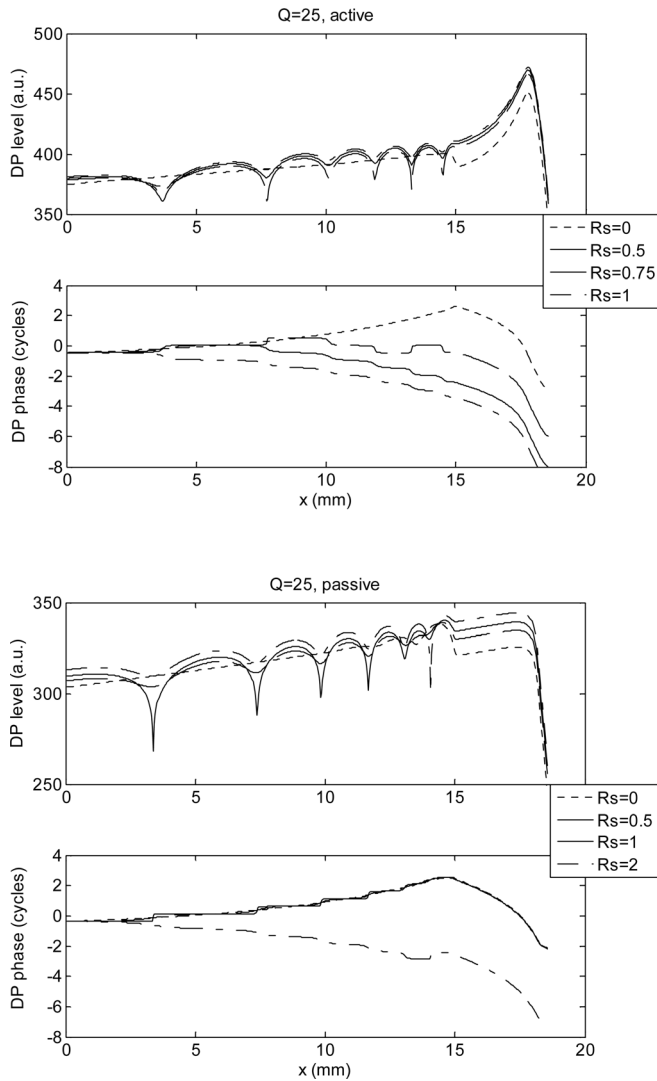 Q=25, active
500
450
400
350
DP level (a.u.)
0 5 10 15 20
Rs=0
Rs=0.5
Rs=0.75
Rs=1
4
2
0
-2
-4
-6
-8
DP phase (cycles)
0 5 10 15 20
x (mm)
Q=25, passive
350
300
250
DP level (a.u.)
0 5 10 15 20
Rs=0
Rs=0.5
Rs=1
Rs=2
4
2
0
-2
-4
-6
-8
DP phase (cycles)
0 5 10 15 20
x (mm)